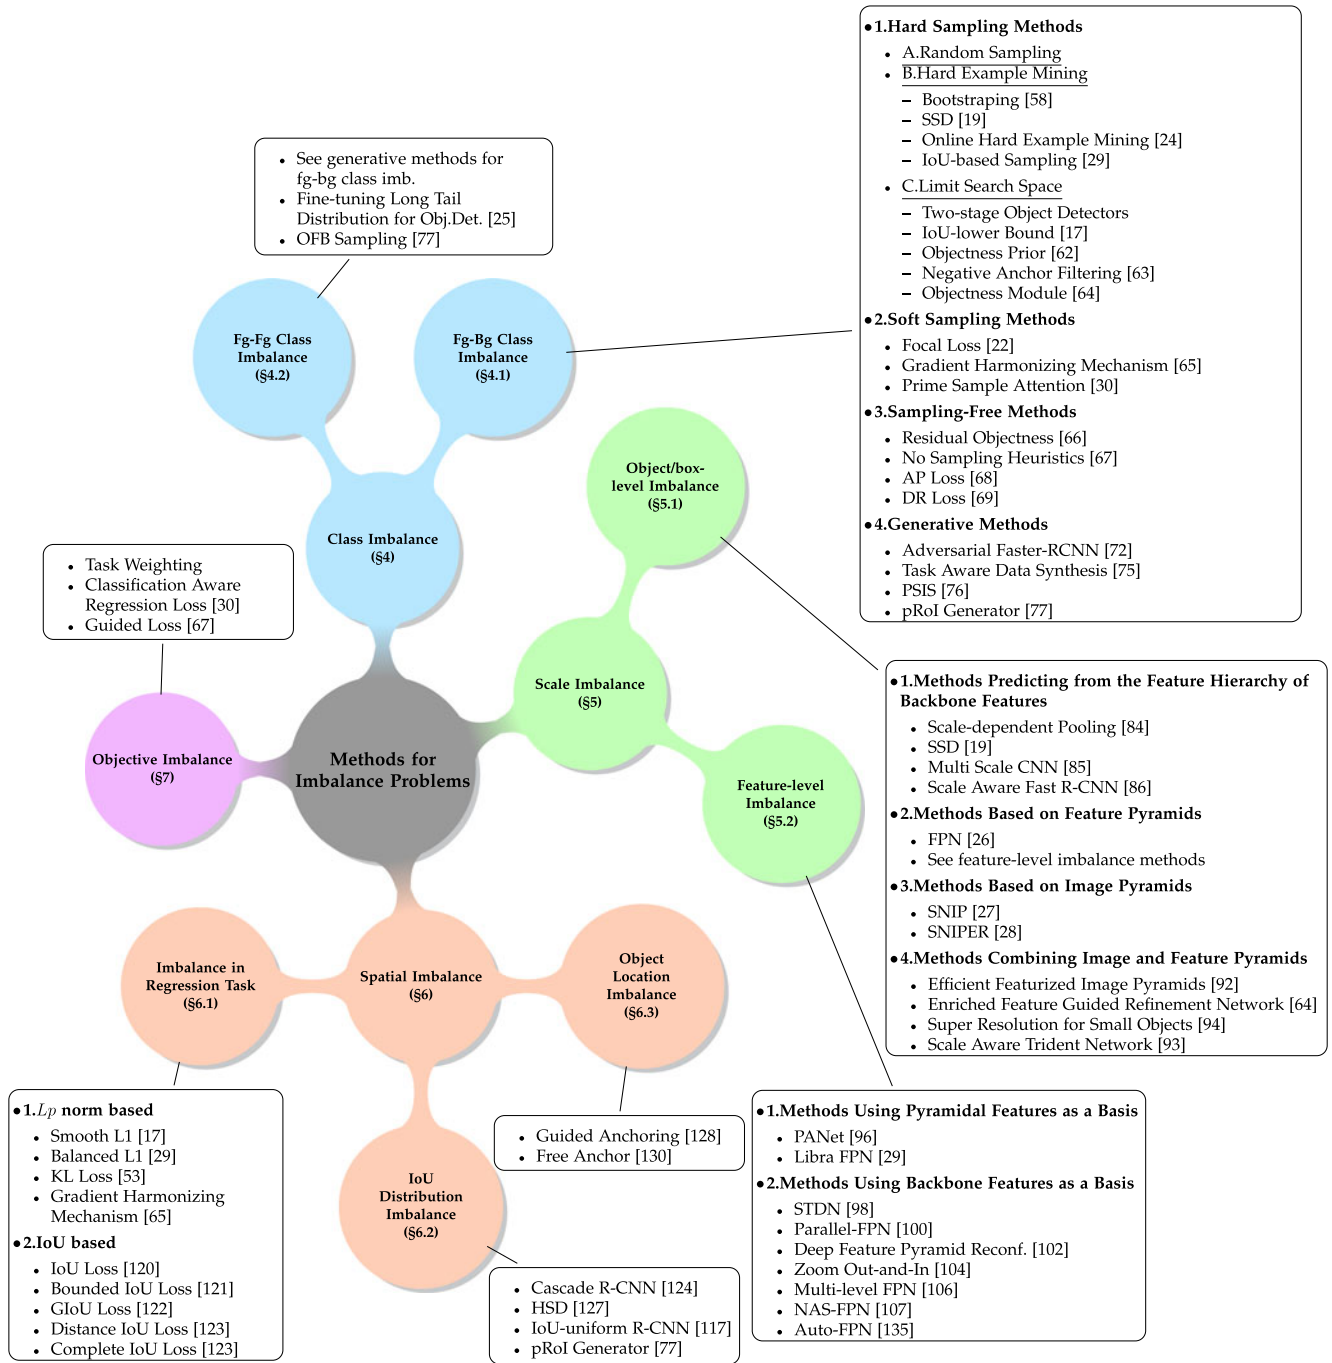 •1.Hard Sampling Methods
• A.Random Sampling
• B.Hard Example Mining
– Bootstraping [58]
– SSD [19]
– Online Hard Example Mining [24]
– IoU-based Sampling [29]
• C.Limit Search Space
– Two-stage Object Detectors
– IoU-lower Bound [17]
– Objectness Prior [62]
– Negative Anchor Filtering [63]
– Objectness Module [64]
•2.Soft Sampling Methods
• Focal Loss [22]
• Gradient Harmonizing Mechanism [65]
• Prime Sample Attention [30]
•3.Sampling-Free Methods
• Residual Objectness [66]
• No Sampling Heuristics [67]
• AP Loss [68]
• DR Loss [69]
•4.Generative Methods
• Adversarial Faster-RCNN [72]
• Task Aware Data Synthesis [75]
• PSIS [76]
• pRoI Generator [77]
• See generative methods for
fg-bg class imb.
• Fine-tuning Long Tail
Distribution for Obj.Det. [25]
• OFB Sampling [77]
Fg-Fg Class
Imbalance
(§4.2)
Fg-Bg Class
Imbalance
(§4.1)
Class Imbalance
(§4)
Object/box-
level Imbalance
(§5.1)
• Task Weighting
• Classification Aware
Regression Loss [30]
• Guided Loss [67]
Scale Imbalance
(§5)
Objective Imbalance
(§7)
Methods for
Imbalance Problems
Feature-level
Imbalance
(§5.2)
•1.Methods Predicting from the Feature Hierarchy of
Backbone Features
• Scale-dependent Pooling [84]
• SSD [19]
• Multi Scale CNN [85]
• Scale Aware Fast R-CNN [86]
•2.Methods Based on Feature Pyramids
• FPN [26]
• See feature-level imbalance methods
•3.Methods Based on Image Pyramids
• SNIP [27]
• SNIPER [28]
•4.Methods Combining Image and Feature Pyramids
• Efficient Featurized Image Pyramids [92]
• Enriched Feature Guided Refinement Network [64]
• Super Resolution for Small Objects [94]
• Scale Aware Trident Network [93]
Imbalance in
Regression Task
(§6.1)
Spatial Imbalance
(§6)
Object
Location
Imbalance
(§6.3)
IoU
Distribution
Imbalance
(§6.2)
•1.Lp norm based
• Smooth L1 [17]
• Balanced L1 [29]
• KL Loss [53]
• Gradient Harmonizing
Mechanism [65]
•2.IoU based
• IoU Loss [120]
• Bounded IoU Loss [121]
• GIoU Loss [122]
• Distance IoU Loss [123]
• Complete IoU Loss [123]
• Guided Anchoring [128]
• Free Anchor [130]
• Cascade R-CNN [124]
• HSD [127]
• IoU-uniform R-CNN [117]
• pRoI Generator [77]
•1.Methods Using Pyramidal Features as a Basis
• PANet [96]
• Libra FPN [29]
•2.Methods Using Backbone Features as a Basis
• STDN [98]
• Parallel-FPN [100]
• Deep Feature Pyramid Reconf. [102]
• Zoom Out-and-In [104]
• Multi-level FPN [106]
• NAS-FPN [107]
• Auto-FPN [135]